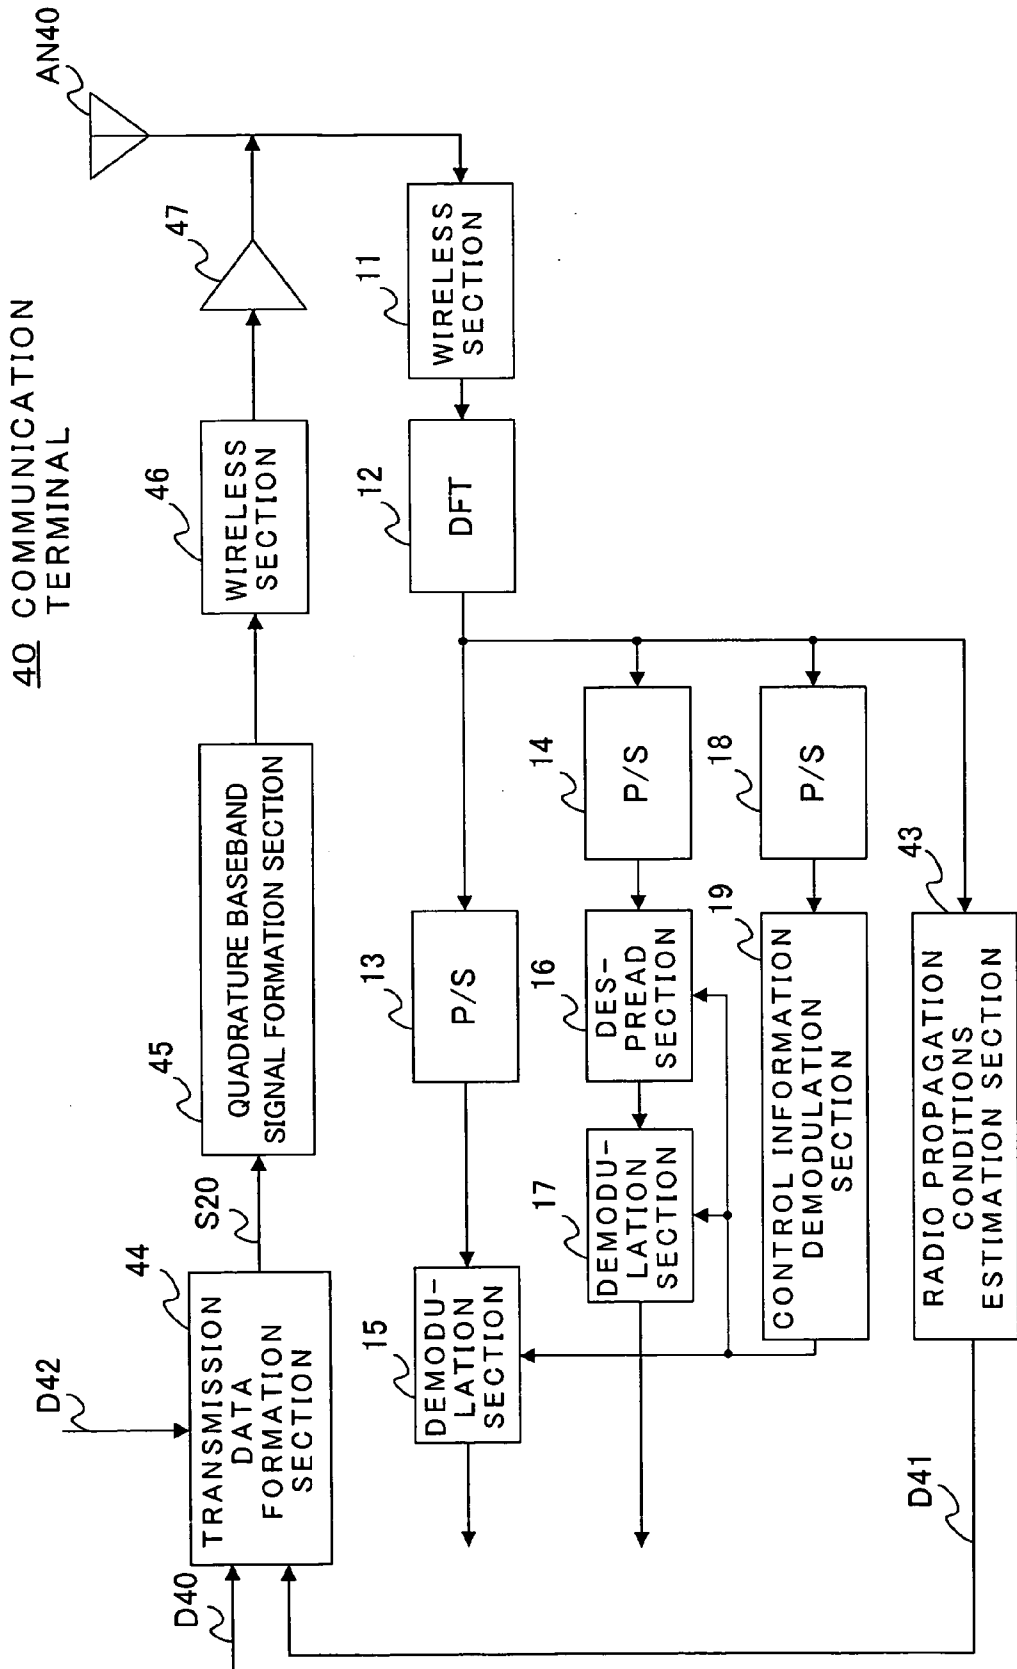 40 COMMUNICATION
TERMINAL
AN40
47
46
WIRELESS
SECTION
45
QUADRATURE BASEBAND
SIGNAL FORMATION SECTION
S20
44
TRANSMISSION
DATA
FORMATION
SECTION
D42
D40
11
WIRELESS
SECTION
12
DFT
13
P/S
15
DEMODU-
LATION
SECTION
14
P/S
16
DES-
PREAD
SECTION
17
DEMODU-
LATION
SECTION
18
P/S
19
CONTROL INFORMATION
DEMODULATION
SECTION
43
RADIO PROPAGATION
CONDITIONS
ESTIMATION SECTION
D41